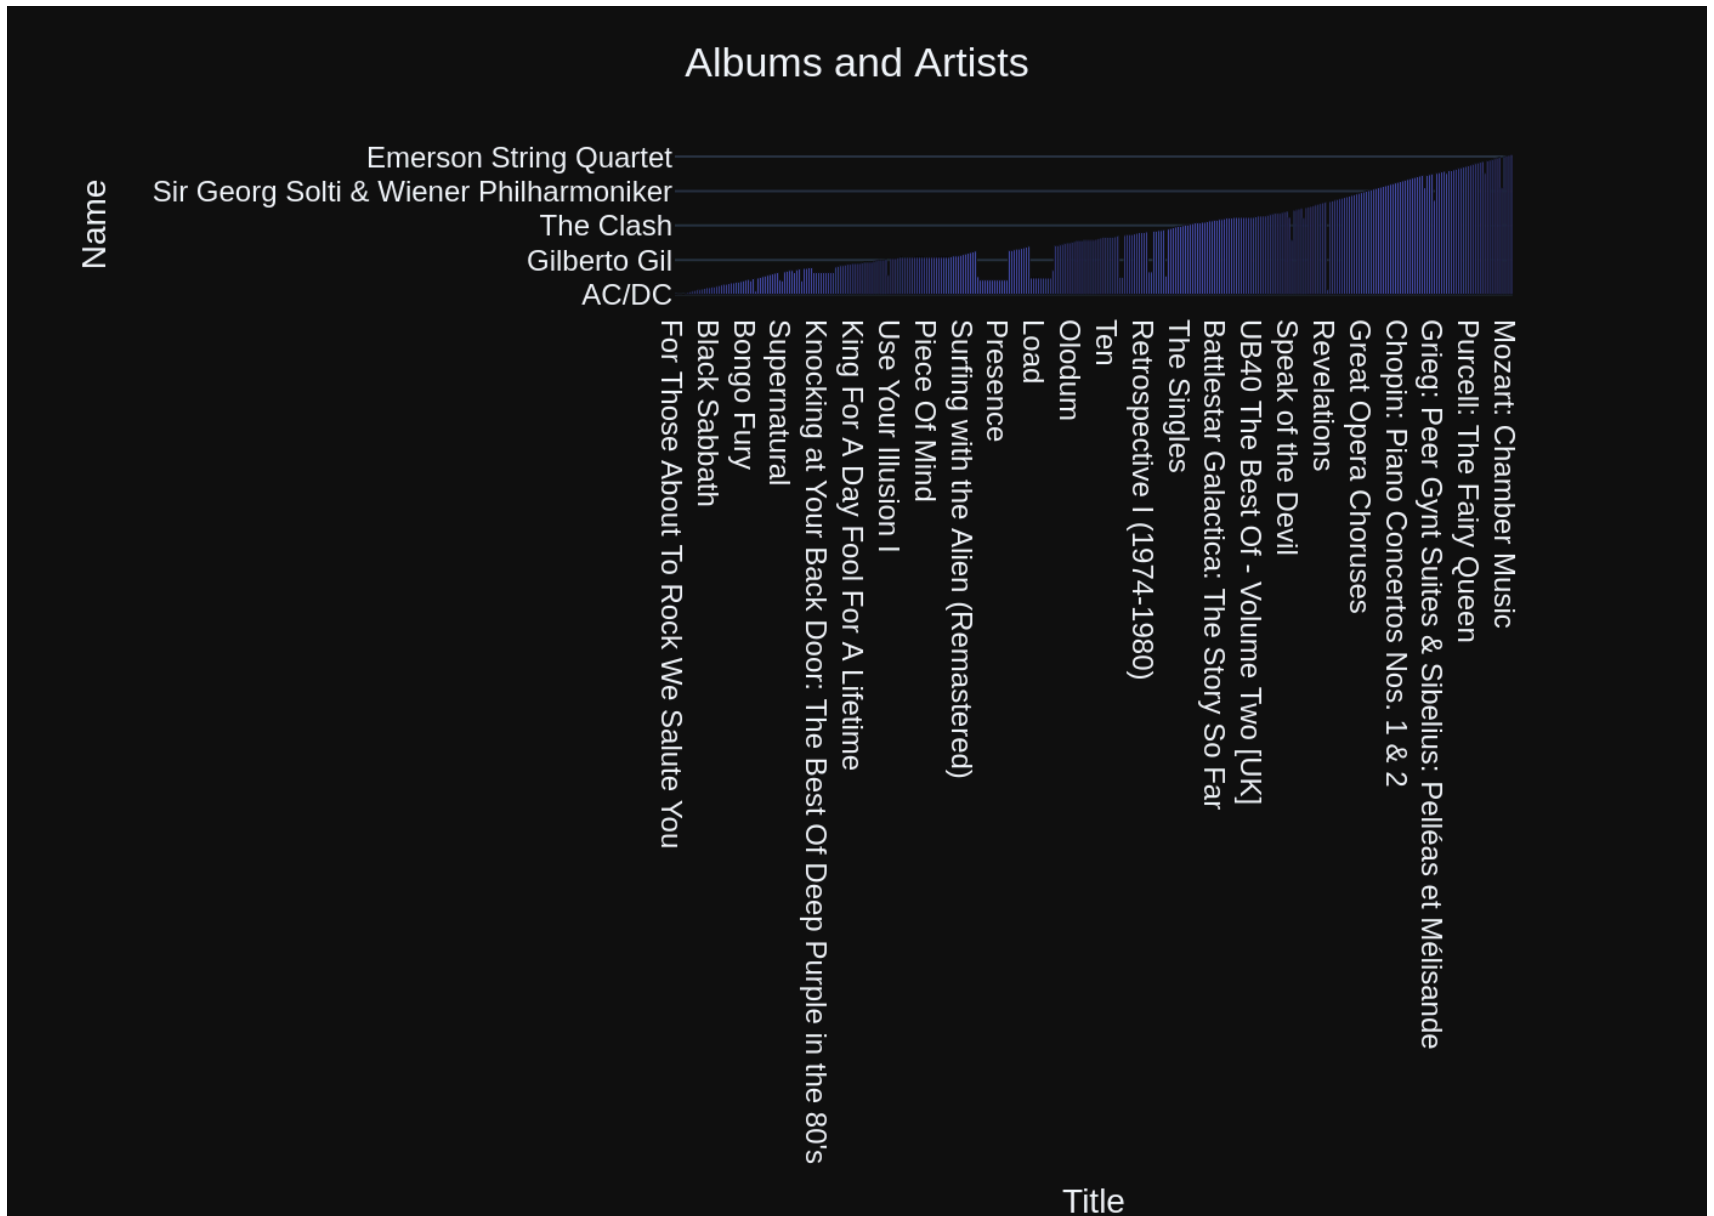 Albums and Artists
Name
Emerson String Quartet
Sir Georg Solti & Wiener Philharmoniker
The Clash
Gilberto Gil
AC/DC
For Those About To Rock We Salute You
Black Sabbath
Bongo Fury
Supernatural
Knocking at Your Back Door: The Best Of Deep Purple in the 80's
King For A Day Fool For A Lifetime
Use Your Illusion I
Piece Of Mind
Surfing with the Alien (Remastered)
Presence
Load
Olodum
Ten
Retrospective I (1974-1980)
The Singles
Battlestar Galactica: The Story So Far
UB40 The Best Of - Volume Two [UK]
Speak of the Devil
Revelations
Great Opera Choruses
Chopin: Piano Concertos Nos. 1 & 2
Grieg: Peer Gynt Suites & Sibelius: Pelléas et Mélisande
Purcell: The Fairy Queen
Mozart: Chamber Music
Title